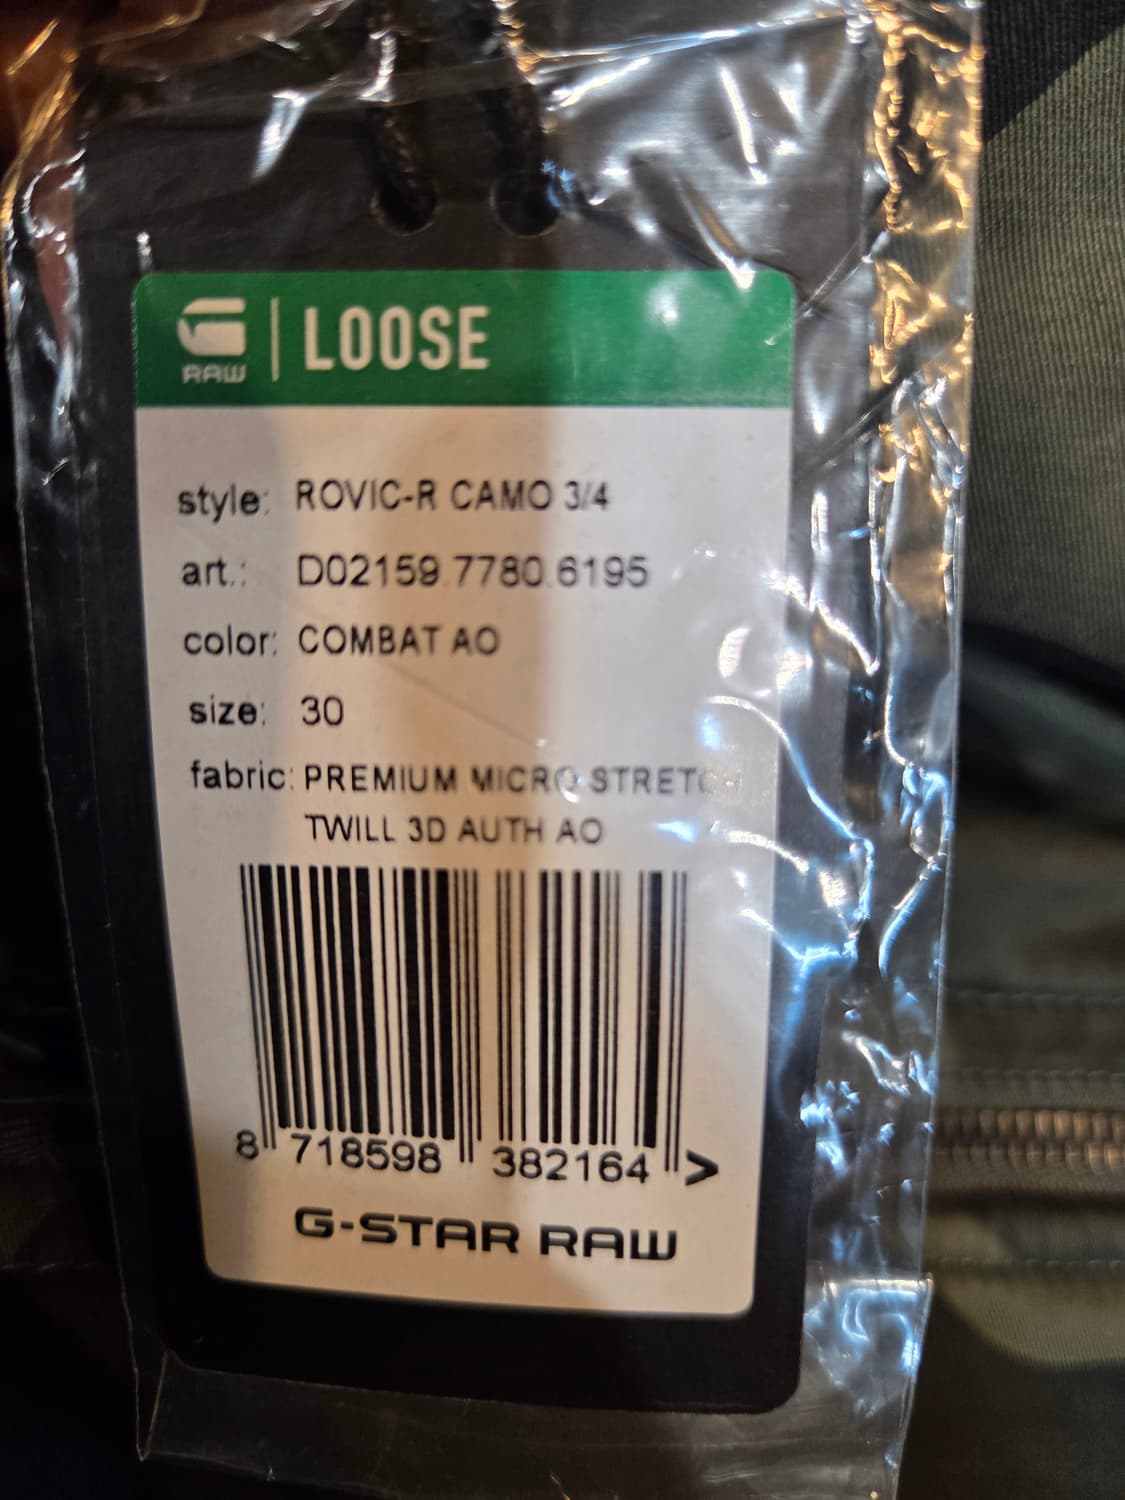 RAW LOOSE
style: ROVIC-R CAMO 3/4
art.: D02159.7780.6195
color: COMBAT AO
size: 30
fabric: PREMIUM MICRO STRETCH
TWILL 3D AUTH AO
8 718598 382164 >
G-STAR RAW